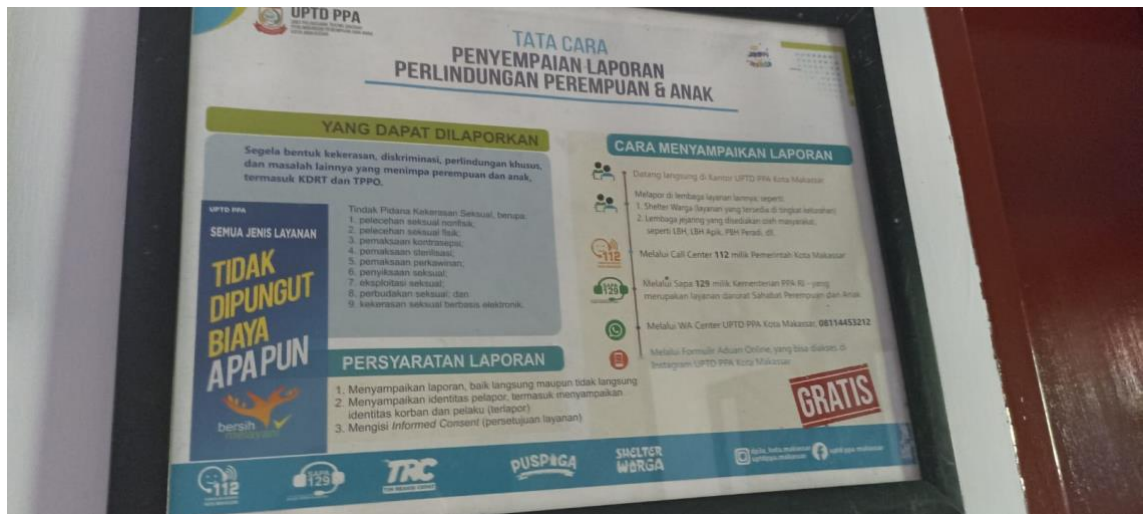 UPTD PPA
TATA CARA
PENYEMPAIAN LAPORAN
PERLINDUNGAN PEREMPUAN & ANAK
YANG DAPAT DILAPORKAN
Segela bentuk kekerasan, diskriminasi, perlindungan khusus,
dan masalah lainnya yang menimpa perempuan dan anak,
termasuk KDRT dan TPPO.
UPTD PPA
SEMUA JENIS LAYANAN
TIDAK
DIPUNGUT
BIAYA
APAPUN
bersih
melayani
Tindak Pidana Kekerasan Seksual, berupa:
1. pelecehan seksual nonfisik;
2. pelecehan seksual fisik;
3. pemaksaan kontrasepsi;
4. pemaksaan sterilisasi;
5. pemaksaan perkawinan;
6. penyiksaan seksual;
7. eksploitasi seksual;
8. perbudakan seksual; dan
9. kekerasan seksual berbasis elektronik.
PERSYARATAN LAPORAN
1. Menyampaikan laporan, baik langsung maupun tidak langsung
2. Menyampaikan identitas pelapor, termasuk menyampaikan
identitas korban dan pelaku (terlapor)
3. Mengisi Informed Consent (persetujuan layanan)
CARA MENYAMPAIKAN LAPORAN
Datang langsung di Kantor UPTD PPA Kota Makassar
Melapor di lembaga layanan lainnya, seperti:
1. Shelter Warga (layanan yang tersedia di tingkat kelurahan)
2. Lembaga jejaring yang disediakan oleh masyarakat,
seperti LBH, LBH Apik, PBH Peradi, dll.
112
Melalui Call Center 112 milik Pemerintah Kota Makassar
129
Melalui Sapa 129 milik Kementerian PPA RI - yang
merupakan layanan darurat Sahabat Perempuan dan Anak
Melalui WA Center UPTD PPA Kota Makassar, 08114453212
Melalui Formulir Aduan Online, yang bisa diakses di
Instagram UPTD PPA Kota Makassar
GRATIS
112
SAPA
129
TRC
PUSPAGA
SHELTER
WARGA
uptdppa.makassar
uptd ppa makassar